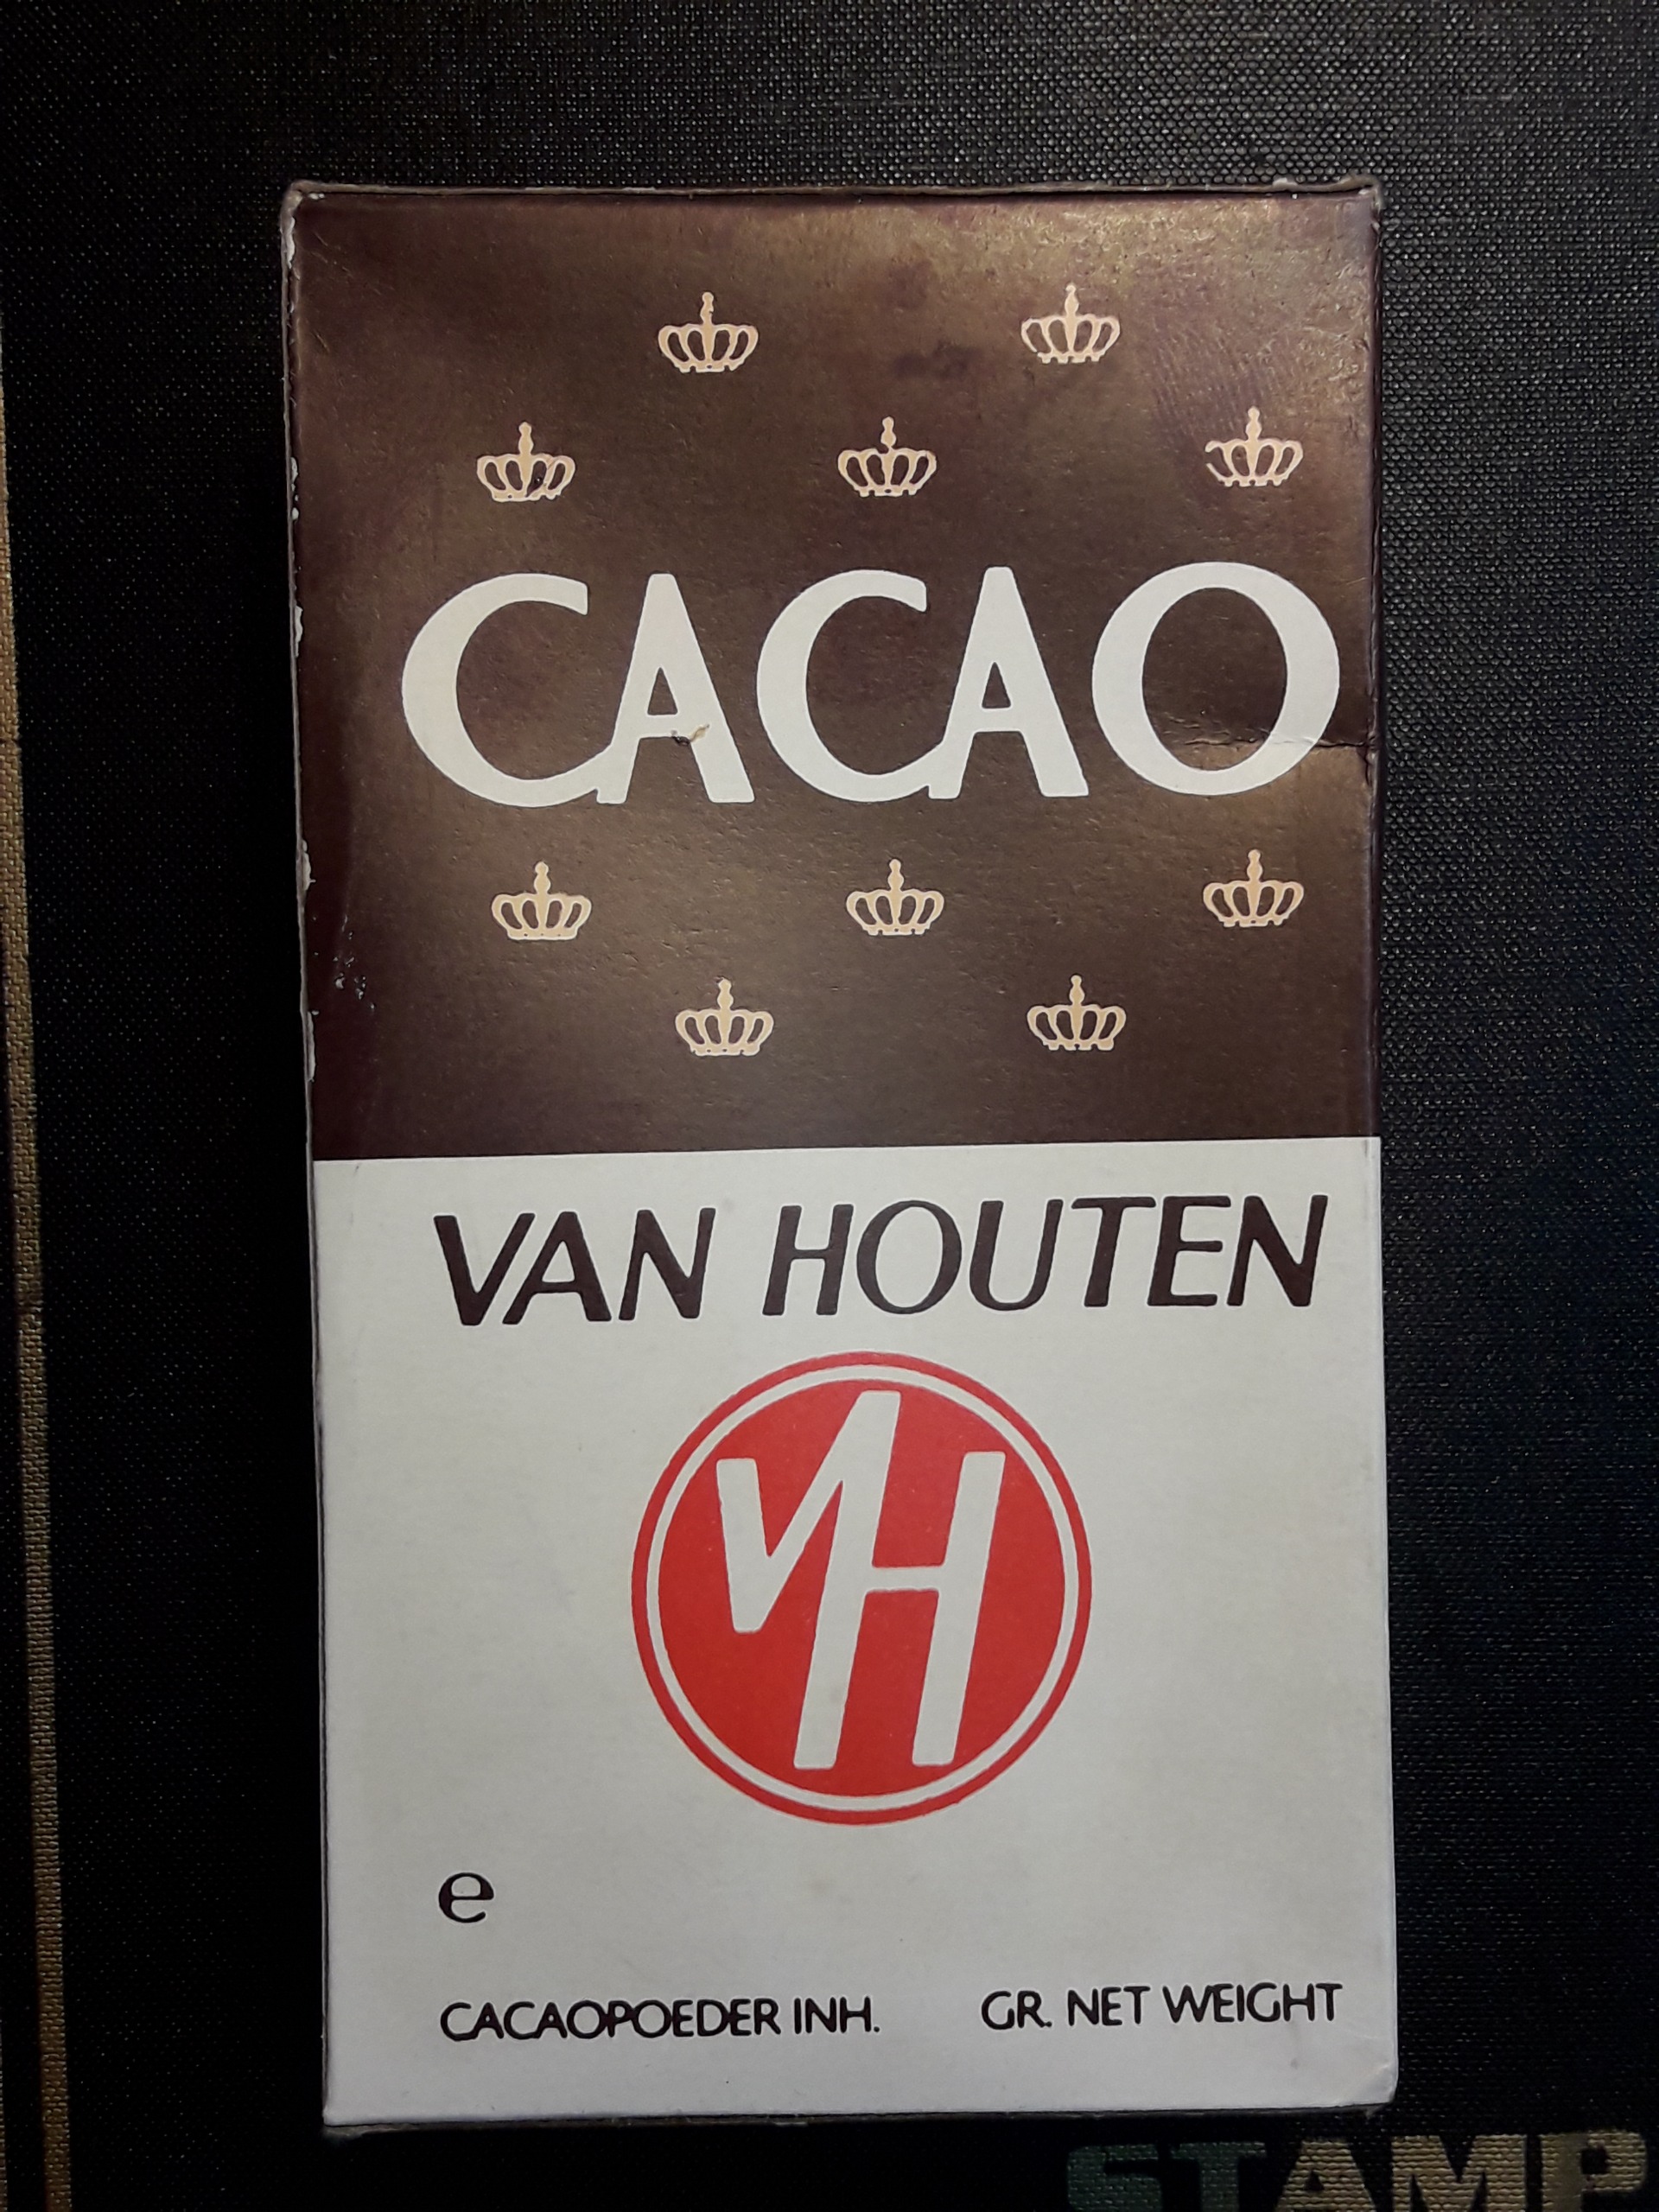 CACAO
VAN HOUTEN
VH
e
CACAOPOEDER INH. GR. NET WEIGHT
STAMP